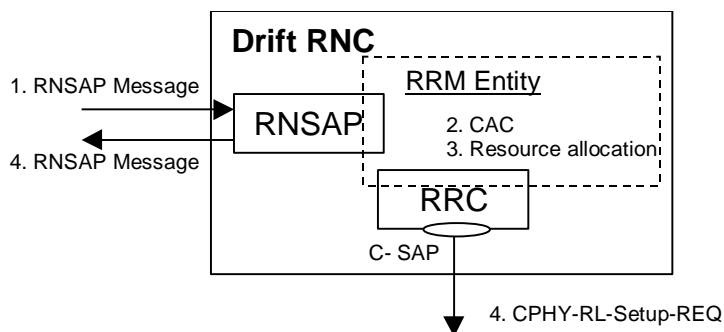 Drift RNC
RRM Entity
1. RNSAP Message
RNSAP
2. CAC
3. Resource allocation
4. RNSAP Message
RRC
C- SAP
4. CPHY-RL-Setup-REQ